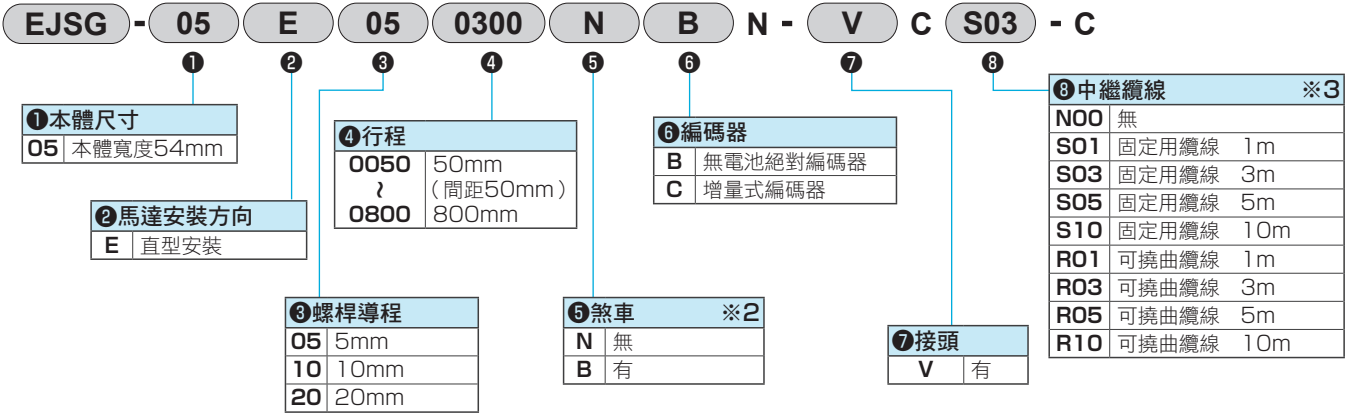 EJSG - 05 E 05 0300 N B N - V C S03 - C
❶ ❷ ❸ ❹ ❺ ❻ ❼ ❽
❶本體尺寸
05 本體寬度54mm
❷馬達安裝方向
E 直型安裝
❸螺桿導程
05 5mm
10 10mm
20 20mm
❹行程
0050 50mm
~ (間距50mm)
0800 800mm
❺煞車 ※2
N 無
B 有
❻編碼器
B 無電池絕對編碼器
C 增量式編碼器
❼接頭
V 有
❽中繼纜線 ※3
N00 無
S01 固定用纜線 1m
S03 固定用纜線 3m
S05 固定用纜線 5m
S10 固定用纜線 10m
R01 可撓曲纜線 1m
R03 可撓曲纜線 3m
R05 可撓曲纜線 5m
R10 可撓曲纜線 10m